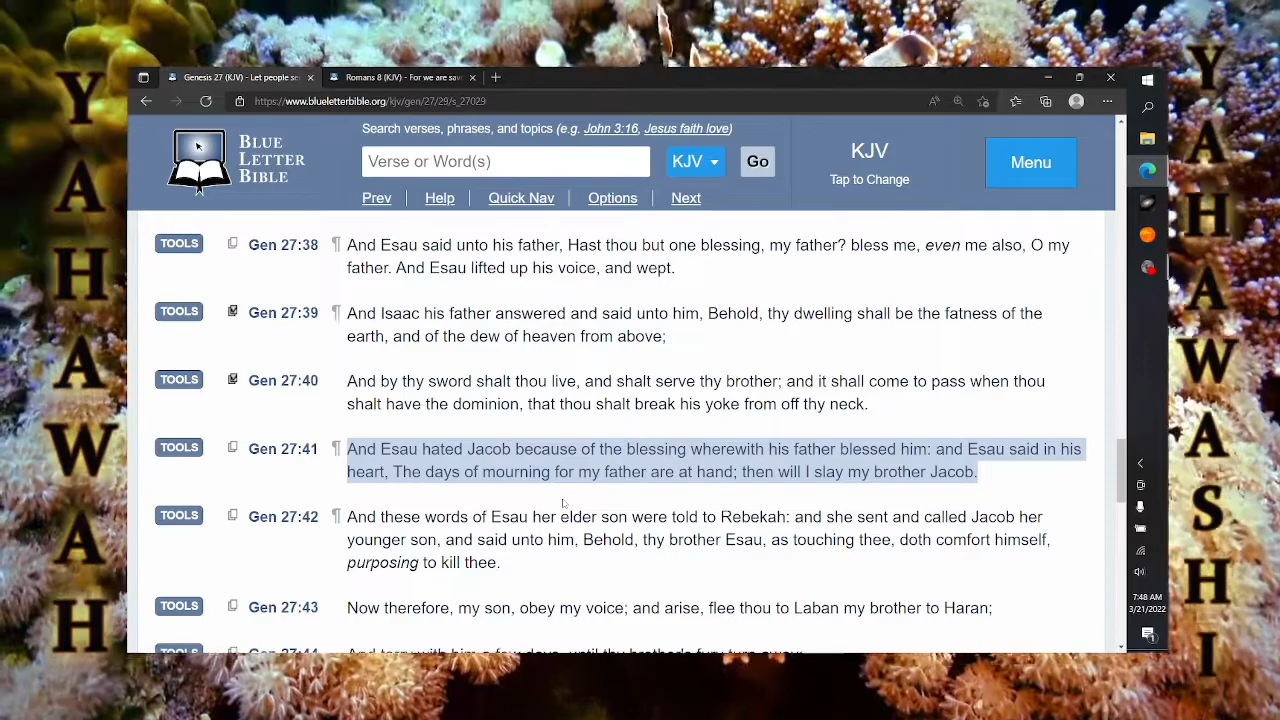 YAHAWAH
YAHAWASHI
Genesis 27 (KJV) - Let people se
Romans 8 (KJV) - For we are sav
https://www.blueletterbible.org/kjv/gen/27/29/s_27029
BLUE
LETTER
BIBLE
Search verses, phrases, and topics (e.g. John 3:16, Jesus faith love)
Verse or Word(s)
KJV
Go
KJV
Tap to Change
Menu
Prev
Help
Quick Nav
Options
Next
TOOLS Gen 27:38 ¶ And Esau said unto his father, Hast thou but one blessing, my father? bless me, even me also, O my
father. And Esau lifted up his voice, and wept.
TOOLS Gen 27:39 ¶ And Isaac his father answered and said unto him, Behold, thy dwelling shall be the fatness of the
earth, and of the dew of heaven from above;
TOOLS Gen 27:40 And by thy sword shalt thou live, and shalt serve thy brother; and it shall come to pass when thou
shalt have the dominion, that thou shalt break his yoke from off thy neck.
TOOLS Gen 27:41 ¶ And Esau hated Jacob because of the blessing wherewith his father blessed him: and Esau said in his
heart, The days of mourning for my father are at hand; then will I slay my brother Jacob.
TOOLS Gen 27:42 ¶ And these words of Esau her elder son were told to Rebekah: and she sent and called Jacob her
younger son, and said unto him, Behold, thy brother Esau, as touching thee, doth comfort himself,
purposing to kill thee.
TOOLS Gen 27:43 Now therefore, my son, obey my voice; and arise, flee thou to Laban my brother to Haran;
7:48 AM
3/21/2022
1